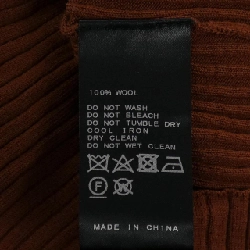 100% WOOL
DO NOT WASH
DO NOT BLEACH
DO NOT TUMBLE DRY
COOL IRON
DRY CLEAN
DO NOT WET CLEAN
F W
MADE IN CHINA